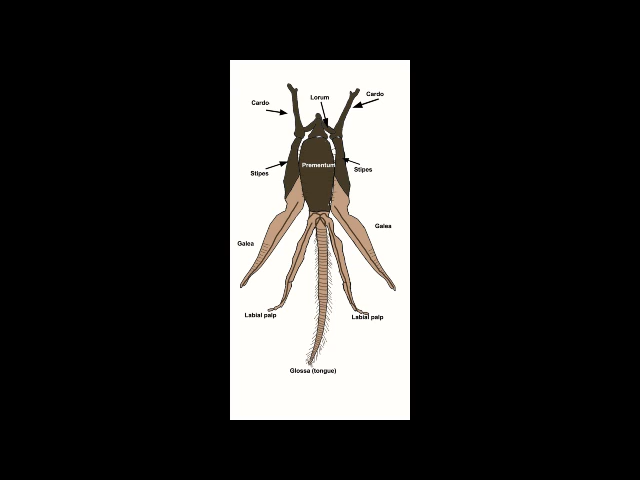 Cardo
Lorum
Cardo
Stipes
Prementum
Stipes
Galea
Galea
Labial palp
Labial palp
Glossa (tongue)